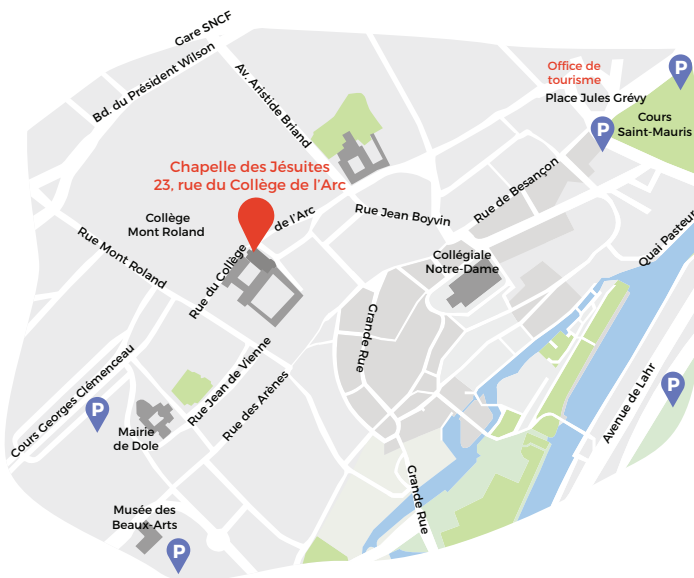 Gare SNCF
Bd. du Président Wilson
Av. Aristide Briand
Office de
tourisme
Place Jules Grévy
P
P
Cours
Saint-Mauris
Chapelle des Jésuites
23, rue du Collège de l'Arc
Collège
Mont Roland
Rue du Collège
de l'Arc
Rue Jean Boyvin
Rue de Besançon
Rue Mont Roland
Collégiale
Notre-Dame
Quai Pasteur
Grande Rue
Cours Georges Clémenceau
Rue Jean de Vienne
Rue des Arènes
Avenue de Lahr
P
P
Mairie
de Dole
Grande Rue
Musée des
Beaux-Arts
P